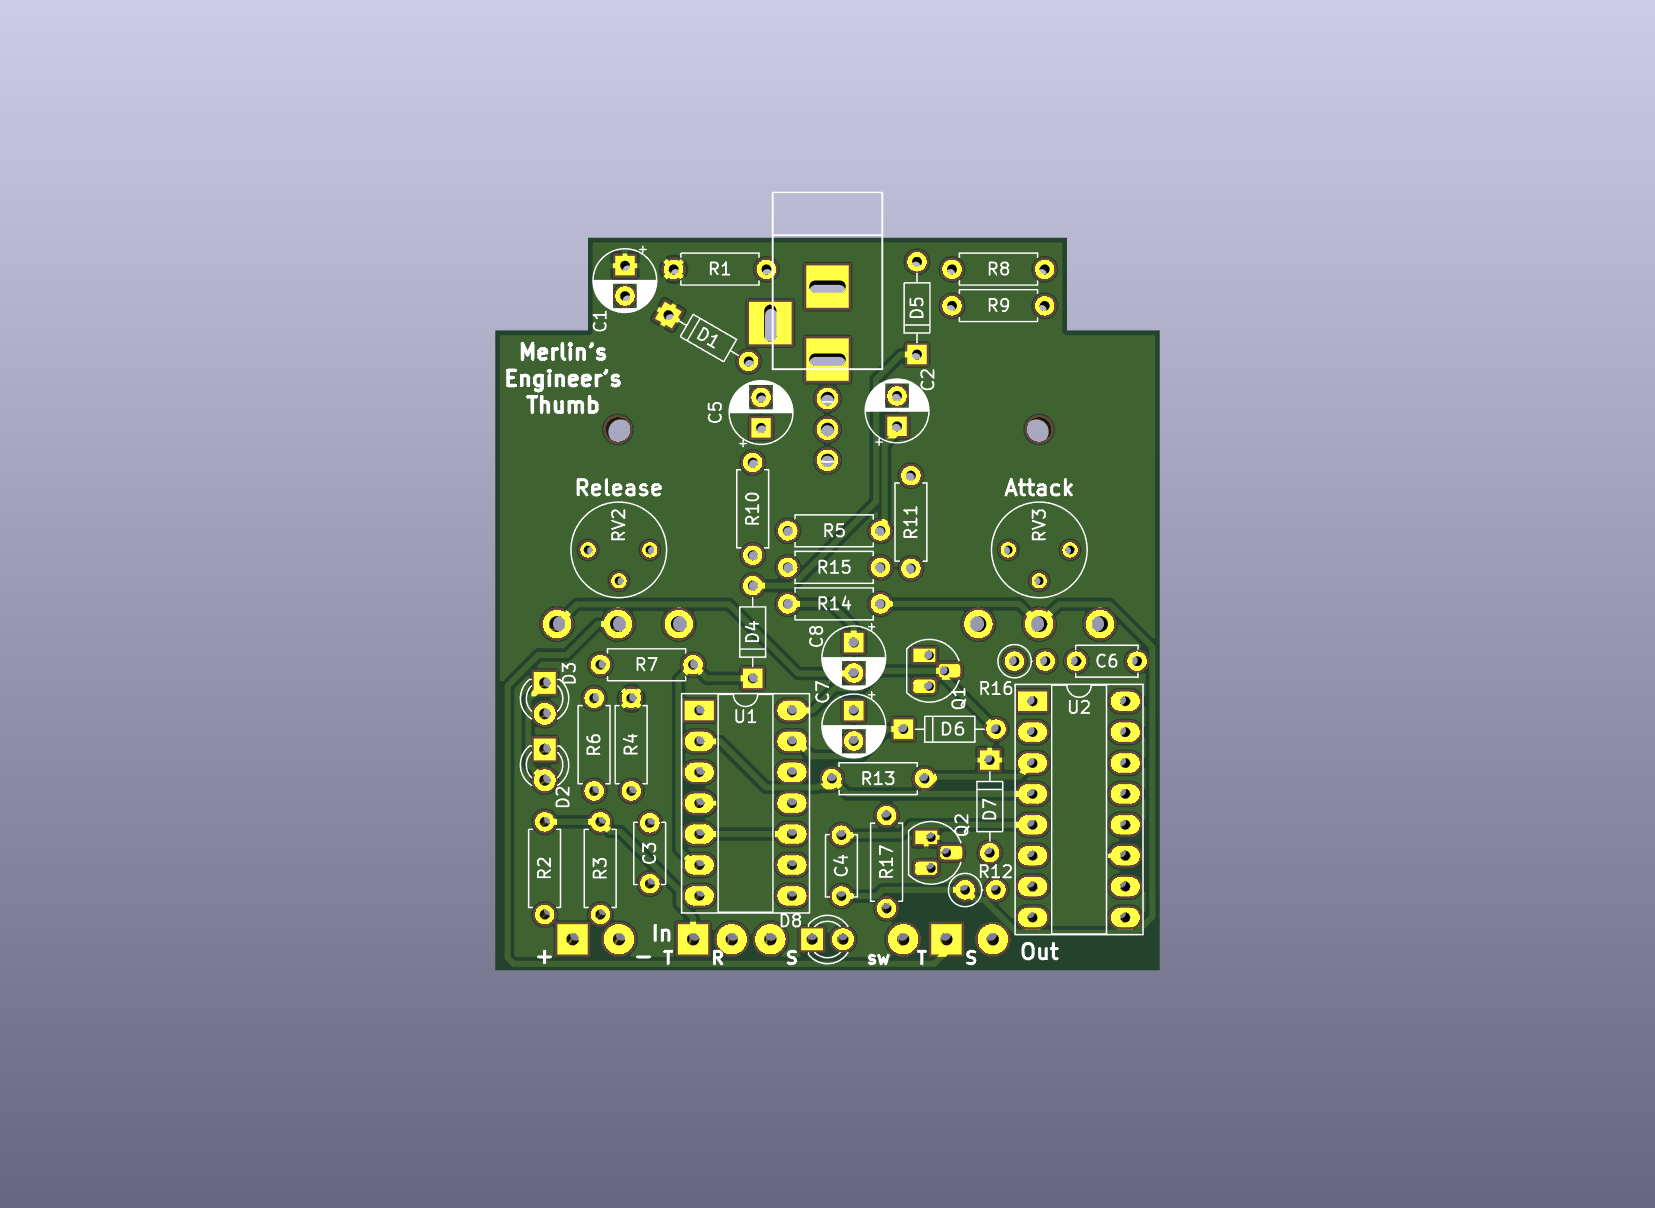 +
R1
R8
D5
R9
C1
D1
Merlin's
Engineer's
Thumb
C2
C5
+
+
Release
Attack
R10
R11
RV2
RV3
R5
R15
R14
D4
C8
+
R7
D3
C6
R16
Q1
C7
+
U1
U2
R6
R4
D6
R13
D2
D7
Q2
R2
R3
C3
C4
R17
R12
D8
In
Out
+
-
T
R
S
sw
T
S